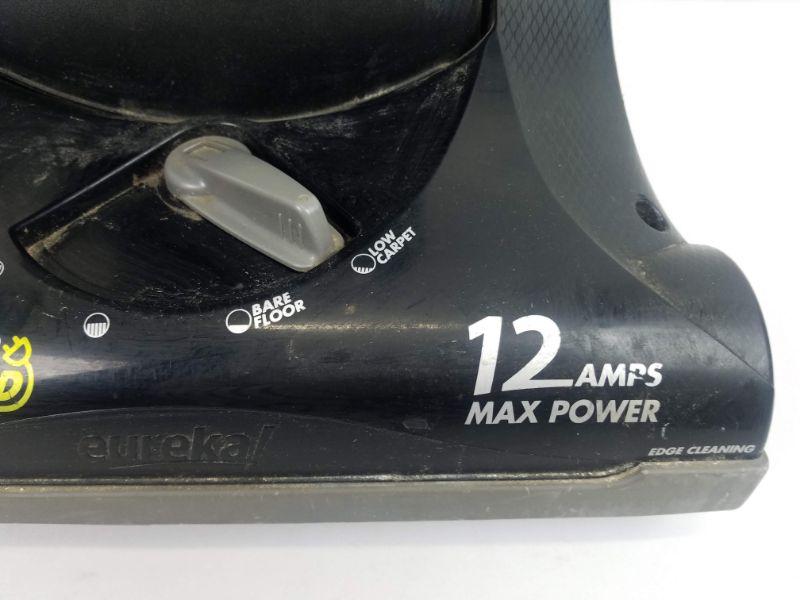 LOW
CARPET
BARE
FLOOR
12 AMPS
MAX POWER
eureka!
EDGE CLEANING